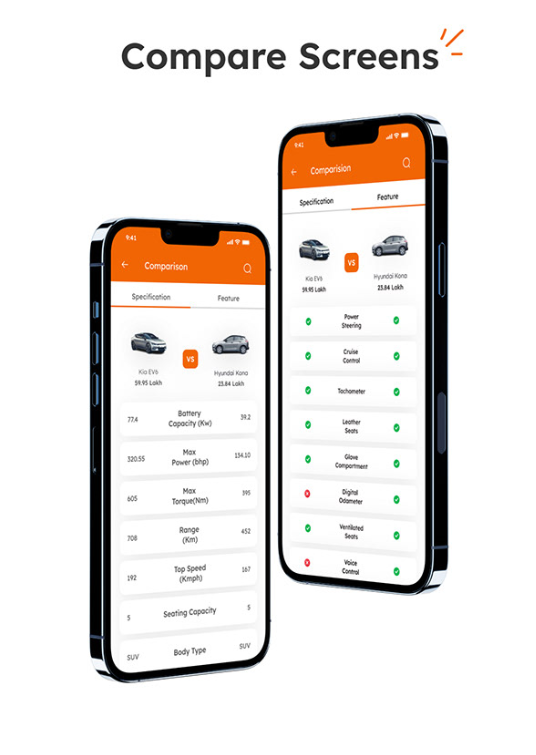 Compare Screens
9:41
Comparision
Specification Feature
VS
Kia EV6 Hyundai Kona
59.95 Lakh 23.84 Lakh
Power
Steering
Cruise
Control
Tachometer
Leather
Seats
Glove
Compartment
Digital
Odometer
Ventilated
Seats
Voice
Control
9:41
Comparison
Specification Feature
VS
Kia EV6 Hyundai Kona
59.95 Lakh 23.84 Lakh
77.4 Battery 39.2
Capacity (Kw)
320.55 Max 134.10
Power (bhp)
605 Max 395
Torque(Nm)
708 Range 452
(Km)
192 Top Speed 167
(Kmph)
5 Seating Capacity 5
SUV Body Type SUV